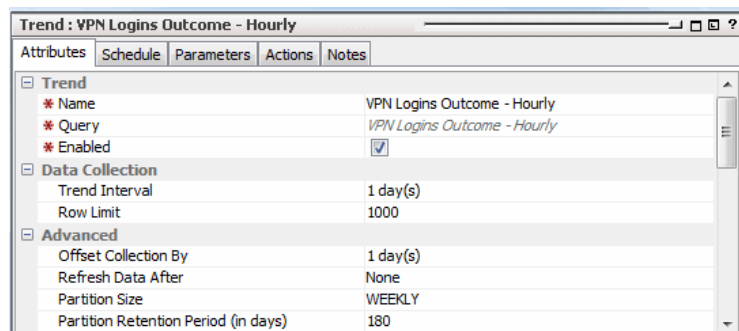 Trend : VPN Logins Outcome - Hourly ?
Attributes Schedule Parameters Actions Notes
Trend
* Name VPN Logins Outcome - Hourly
* Query VPN Logins Outcome - Hourly
* Enabled
Data Collection
Trend Interval 1 day(s)
Row Limit 1000
Advanced
Offset Collection By 1 day(s)
Refresh Data After None
Partition Size WEEKLY
Partition Retention Period (in days) 180